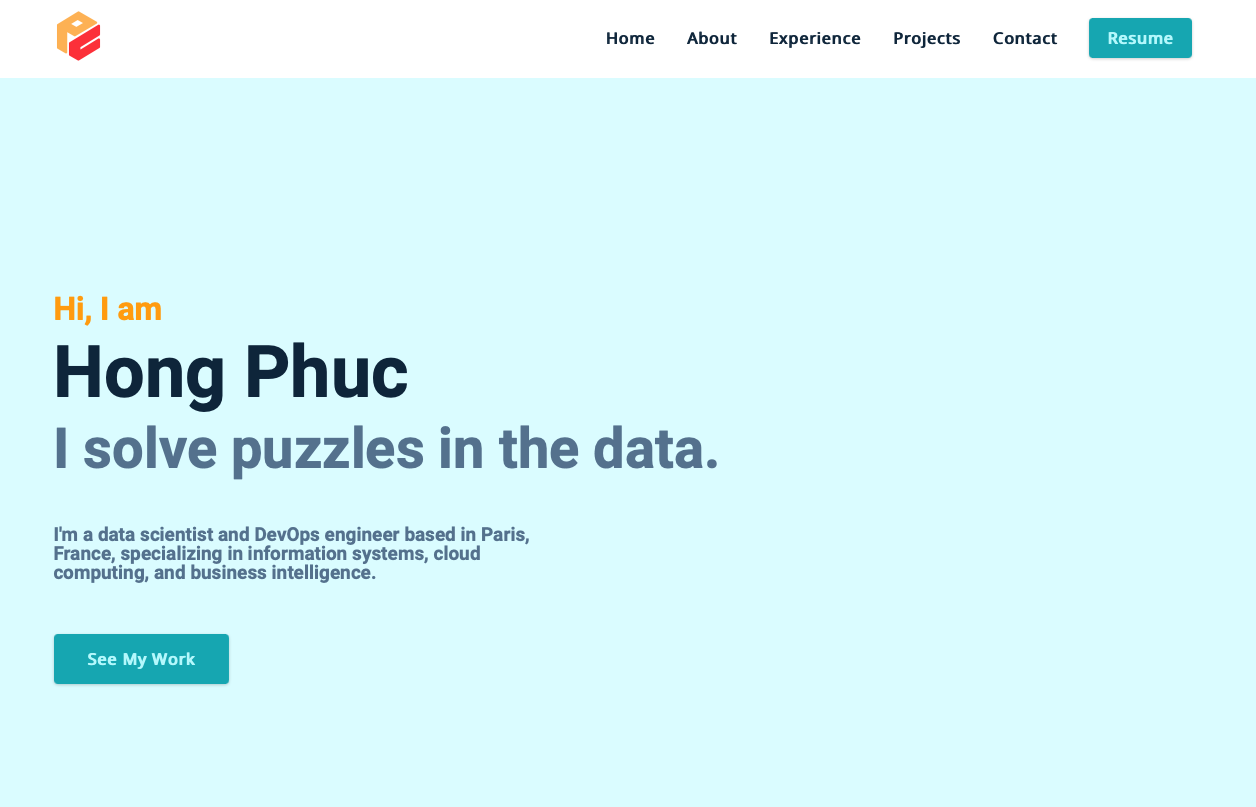 Home About Experience Projects Contact Resume
Hi, I am
Hong Phuc
I solve puzzles in the data.
I'm a data scientist and DevOps engineer based in Paris,
France, specializing in information systems, cloud
computing, and business intelligence.
See My Work